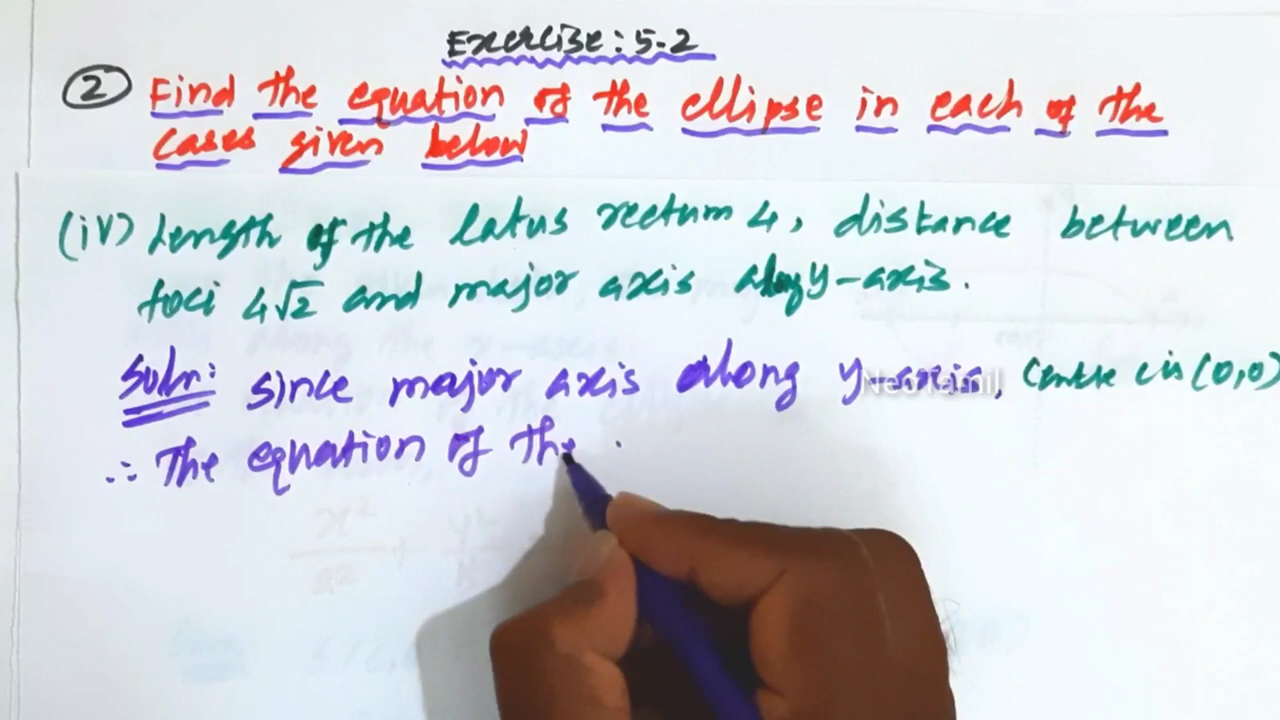 Exercise: 5.2
② Find the equation of the ellipse in each of the
cases given below
(iv) Length of the latus rectum 4, distance between
foci 4√2 and major axis along y-axis.
Soln: since major axis along y-axis, centre is (0,0)
NeoTamil
∴ The equation of the